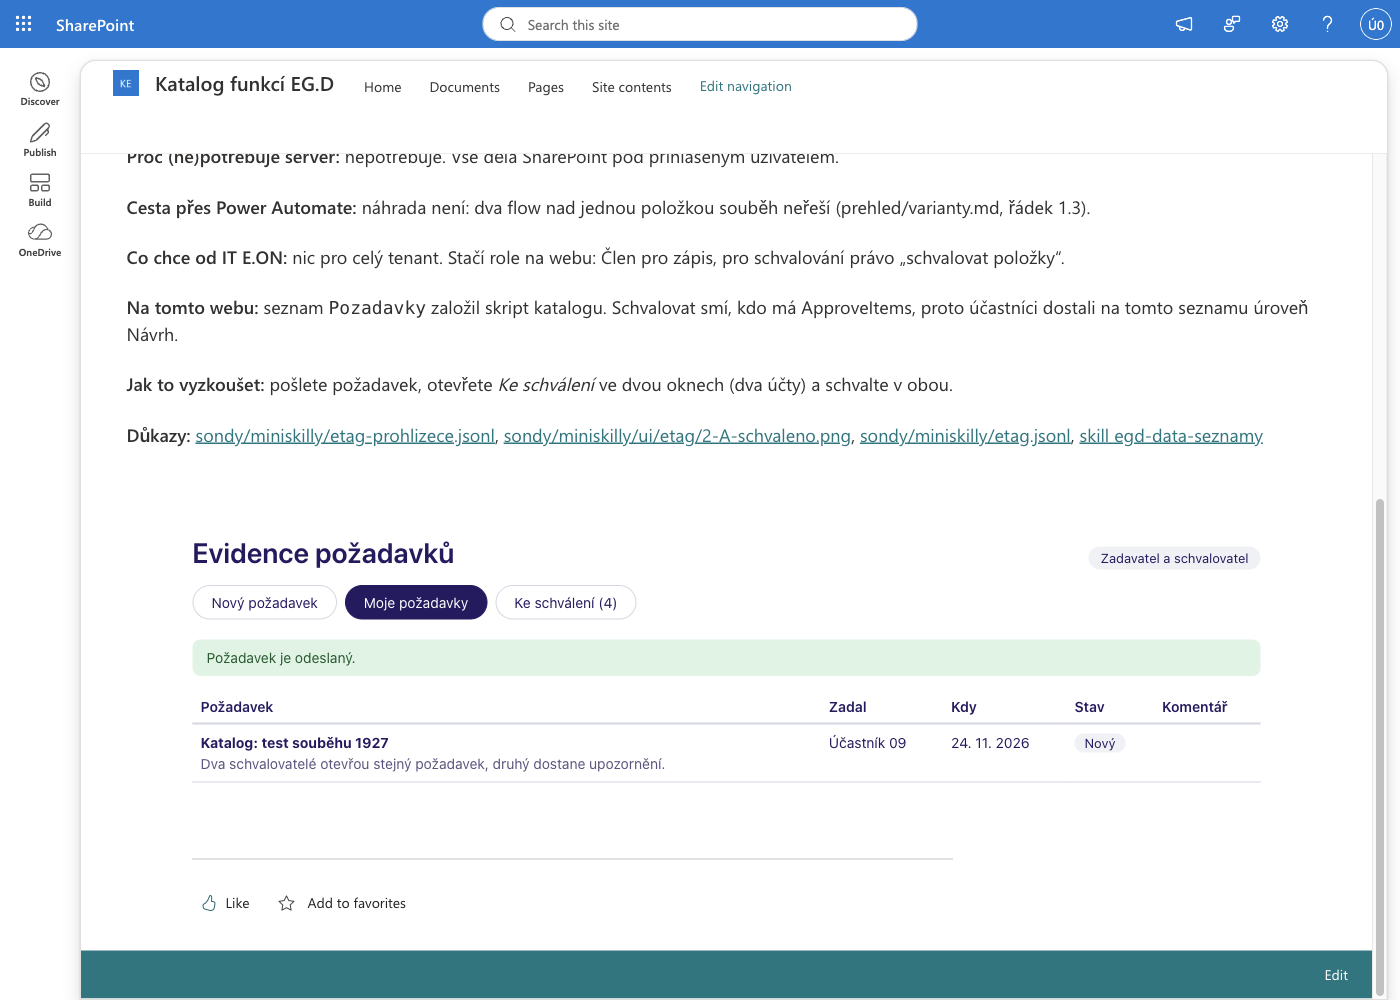 SharePoint
Search this site
Ú0
Discover
Publish
Build
OneDrive
KE
Katalog funkcí EG.D
Home
Documents
Pages
Site contents
Edit navigation
Proč (ne)potřebuje server: nepotřebuje. Vše dělá SharePoint pod přihlášeným uživatelem.
Cesta přes Power Automate: náhrada není: dva flow nad jednou položkou souběh neřeší (prehled/varianty.md, řádek 1.3).
Co chce od IT E.ON: nic pro celý tenant. Stačí role na webu: Člen pro zápis, pro schvalování právo „schvalovat položky“.
Na tomto webu: seznam Pozadavky založil skript katalogu. Schvalovat smí, kdo má ApproveItems, proto účastníci dostali na tomto seznamu úroveň
Návrh.
Jak to vyzkoušet: pošlete požadavek, otevřete Ke schválení ve dvou oknech (dva účty) a schvalte v obou.
Důkazy: sondy/miniskilly/etag-prohlizece.jsonl, sondy/miniskilly/ui/etag/2-A-schvaleno.png, sondy/miniskilly/etag.jsonl, skill egd-data-seznamy
Evidence požadavků
Zadavatel a schvalovatel
Nový požadavek
Moje požadavky
Ke schválení (4)
Požadavek je odeslaný.
Požadavek
Zadal
Kdy
Stav
Komentář
Katalog: test souběhu 1927
Účastník 09
24. 11. 2026
Nový
Dva schvalovatelé otevřou stejný požadavek, druhý dostane upozornění.
Like
Add to favorites
Edit